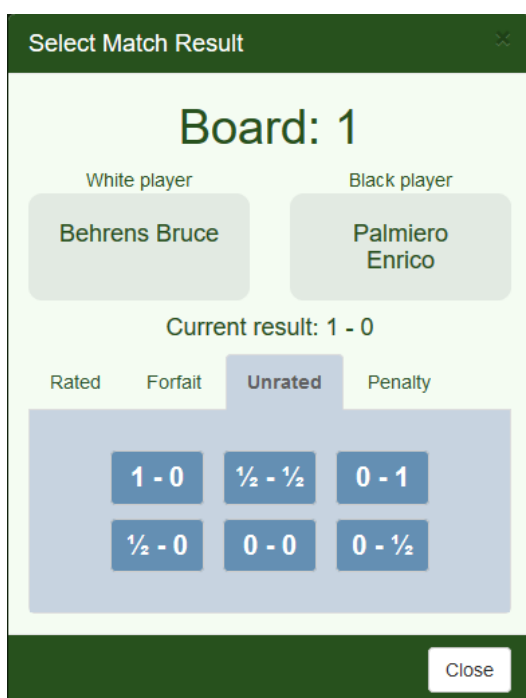 Select Match Result ×
Board: 1
White player Black player
Behrens Bruce Palmiero
Enrico
Current result: 1 - 0
Rated Forfait Unrated Penalty
1 - 0 ½ - ½ 0 - 1
½ - 0 0 - 0 0 - ½
Close